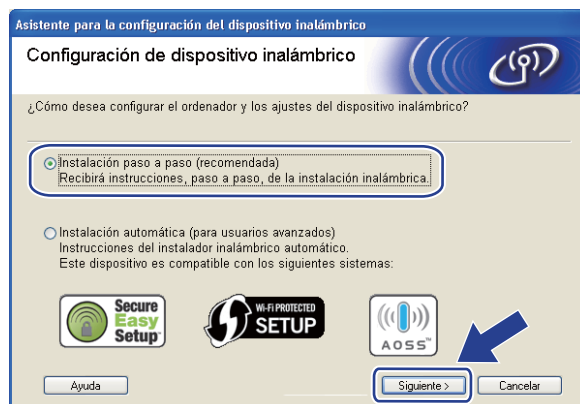 Asistente para la configuración del dispositivo inalámbrico
Configuración de dispositivo inalámbrico
¿Cómo desea configurar el ordenador y los ajustes del dispositivo inalámbrico?
Instalación paso a paso (recomendada)
Recibirá instrucciones, paso a paso, de la instalación inalámbrica.
Instalación automática (para usuarios avanzados)
Instrucciones del instalador inalámbrico automático.
Este dispositivo es compatible con los siguientes sistemas:
Secure
Easy
Setup™
Wi-Fi PROTECTED
SETUP
AOSS™
Ayuda
Siguiente >
Cancelar